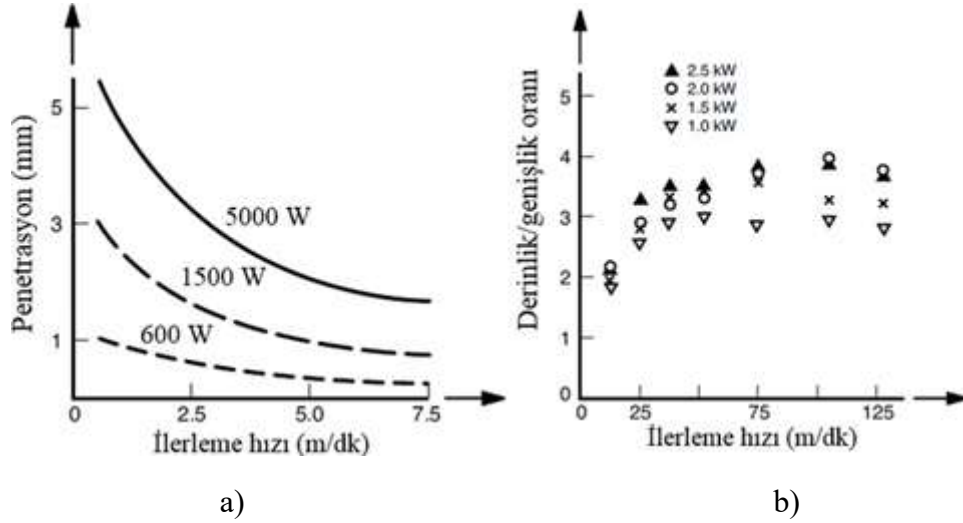 Penetrasyon (mm)
5
3
1
0
2.5
5.0
7.5
5000 W
1500 W
600 W
İlerleme hızı (m/dk)
a)
Derinlik/genişlik oranı
5
4
3
2
1
0
0
25
75
125
2.5 kW
2.0 kW
1.5 kW
1.0 kW
İlerleme hızı (m/dk)
b)